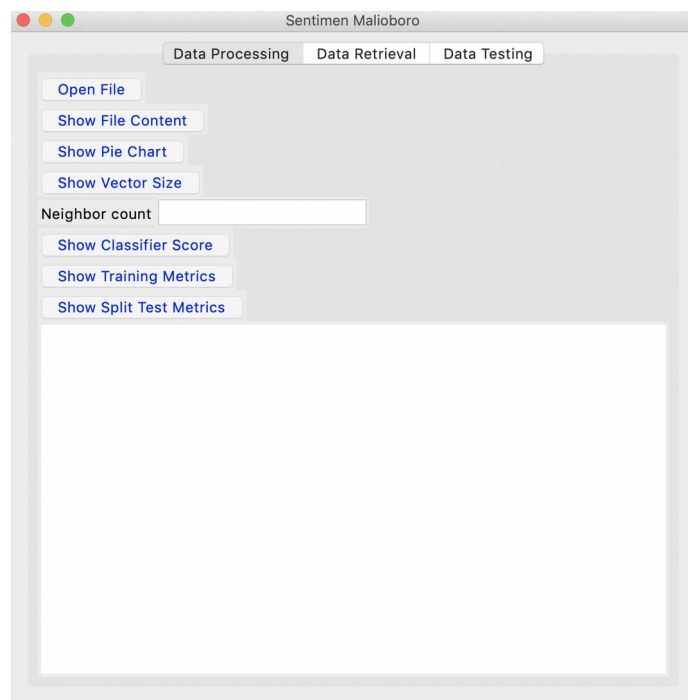 Sentimen Malioboro
Data Processing Data Retrieval Data Testing
Open File
Show File Content
Show Pie Chart
Show Vector Size
Neighbor count
Show Classifier Score
Show Training Metrics
Show Split Test Metrics